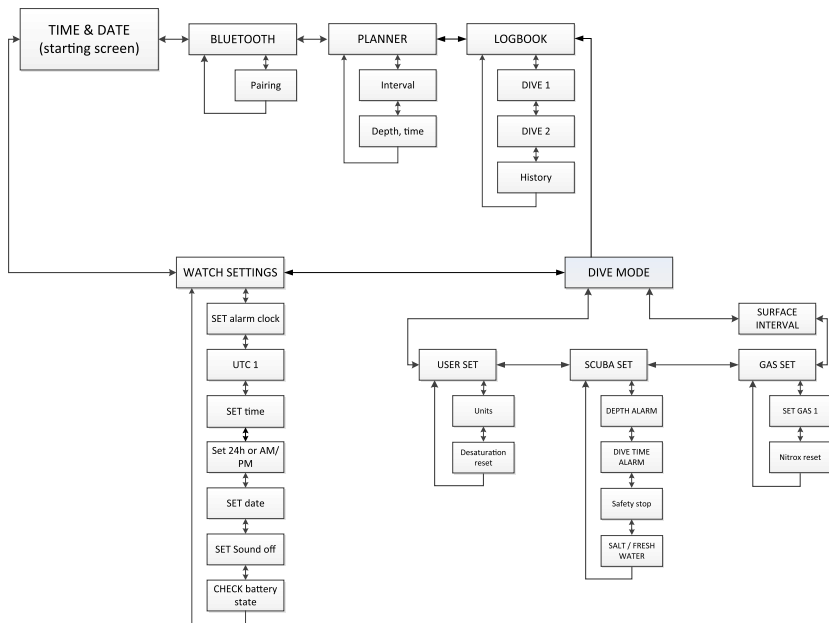 TIME & DATE
(starting screen)
BLUETOOTH
PLANNER
LOGBOOK
Pairing
Interval
DIVE 1
Depth, time
DIVE 2
History
WATCH SETTINGS
DIVE MODE
SET alarm clock
SURFACE
INTERVAL
UTC 1
USER SET
SCUBA SET
GAS SET
SET time
Units
DEPTH ALARM
SET GAS 1
Set 24h or AM/
PM
Desaturation
reset
DIVE TIME
ALARM
Nitrox reset
SET date
Safety stop
SET Sound off
SALT / FRESH
WATER
CHECK battery
state